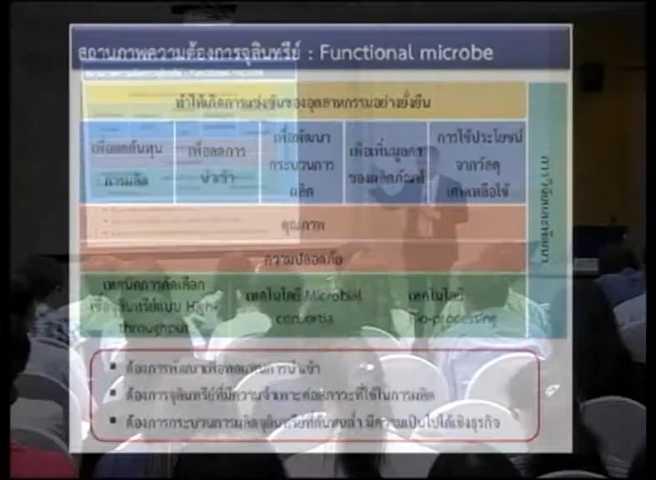 สถานภาพความต้องการจุลินทรีย์ : Functional microbe
ทำให้เกิดการแข่งขันของอุตสาหกรรมอย่างยั่งยืน
เพื่อลดต้นทุน
การผลิต
เพื่อลดการ
นำเข้า
เพื่อพัฒนา
กระบวนการ
ผลิต
เพื่อเพิ่มมูลค่า
ของผลิตภัณฑ์
การใช้ประโยชน์
จากวัสดุ
เศษเหลือใช้
การวิจัยและพัฒนา
คุณภาพ
ความปลอดภัย
เทคนิคการคัดเลือก
เชื้อจุลินทรีย์แบบ High-
throughput
เทคโนโลยี Microbial
consortia
เทคโนโลยี
Bio-processing
ต้องการพัฒนาเพื่อทดแทนการนำเข้า
ต้องการจุลินทรีย์ที่มีความจำเพาะต่อสภาวะที่ใช้ในการผลิต
ต้องการกระบวนการผลิตจุลินทรีย์ที่ต้นทุนต่ำ มีความเป็นไปได้เชิงธุรกิจ